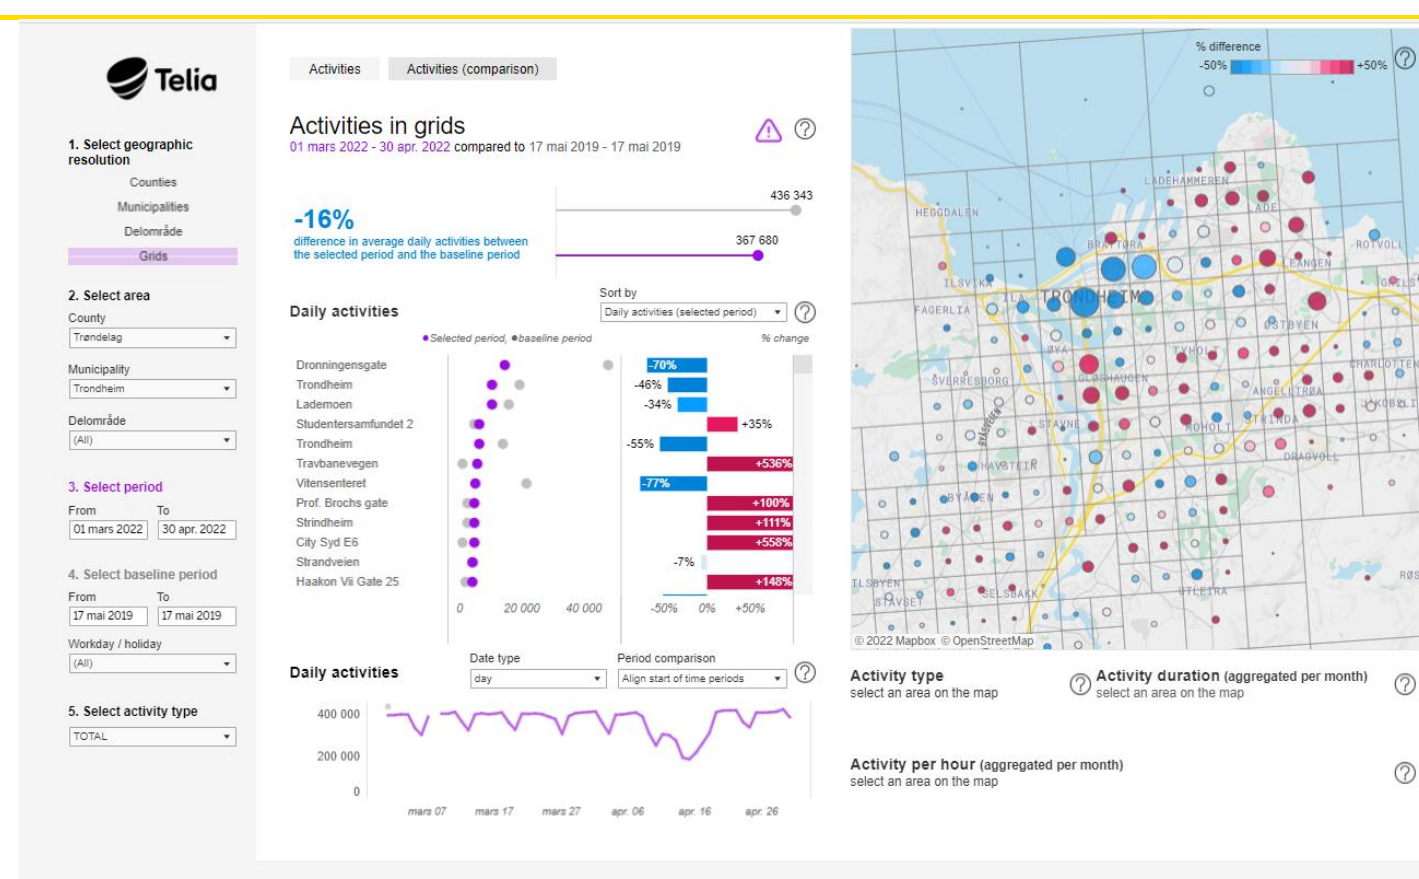 Telia
1. Select geographic
resolution
Counties
Municipalities
Delområde
Grids
2. Select area
County
Trøndelag
Municipality
Trondheim
Delområde
(All)
3. Select period
From To
01 mars 2022 30 apr. 2022
4. Select baseline period
From To
17 mai 2019 17 mai 2019
Workday / holiday
(All)
5. Select activity type
TOTAL
Activities Activities (comparison)
Activities in grids
01 mars 2022 - 30 apr. 2022 compared to 17 mai 2019 - 17 mai 2019
436 343
-16%
difference in average daily activities between
the selected period and the baseline period
367 680
Daily activities
Sort by
Daily activities (selected period)
Selected period, baseline period % change
Dronningensgate -70%
Trondheim -46%
Lademoen -34%
Studentersamfundet 2 +35%
Trondheim -55%
Travbanevegen +536%
Vitensenteret -77%
Prof. Brochs gate +100%
Strindheim +111%
City Syd E6 +558%
Strandveien -7%
Haakon Vii Gate 25 +148%
0 20 000 40 000 -50% 0% +50%
Daily activities
Date type
day
Period comparison
Align start of time periods
400 000
200 000
0
mars 07 mars 17 mars 27 apr. 06 apr. 16 apr. 26
% difference
-50% +50%
LADEHAMMEREN
LADE
HEGGDALEN
BRATTØRA
ROTVOLL
LEANGEN
ILSVIKA
ILA
TRONDHEIM
FAGERLIA
ØSTBYEN
ØYA
TYHOLT
SVERRESBORG
GLØSHAUGEN
ANGELLTRØA
BYÅSVEIEN
STAVNE
MOHOLT
STRINDA
HAVSTEIN
DRAGVOLL
BYÅSEN
STAVSET
SELSBAKK
UTLEIRA
© 2022 Mapbox © OpenStreetMap
Activity type
select an area on the map
Activity duration (aggregated per month)
select an area on the map
Activity per hour (aggregated per month)
select an area on the map